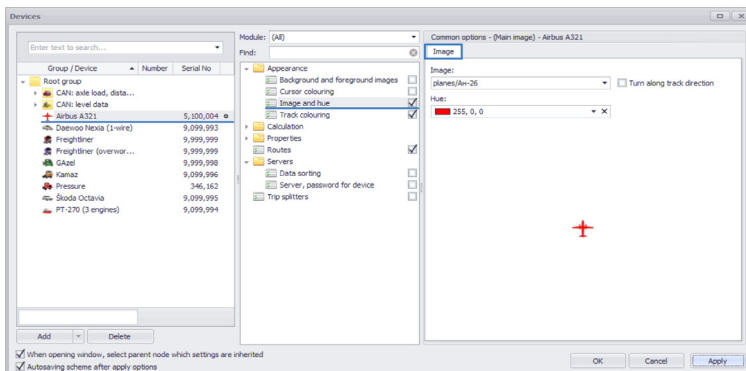 Devices
Module: (All)
Common options - (Main image) - Airbus A321
Enter text to search...
Find:
Image
Group / Device Number Serial No
Root group
CAN: axle load, dista...
CAN: level data
Airbus A321 5,100,004
Daewoo Nexia (1-wire) 9,099,993
Freightliner 9,999,999
Freightliner (overwor... 9,999,999
GAzel 9,999,998
Kamaz 9,099,996
Pressure 346,162
Škoda Octavia 9,099,995
PT-270 (3 engines) 9,099,994
Appearance
Background and foreground images
Cursor colouring
Image and hue
Track colouring
Calculation
Properties
Routes
Servers
Data sorting
Server, password for device
Trip splitters
Image:
planes/Ан-26
Turn along track direction
Hue:
255, 0, 0
Add
Delete
When opening window, select parent node which settings are inherited
Autosaving scheme after apply options
OK
Cancel
Apply